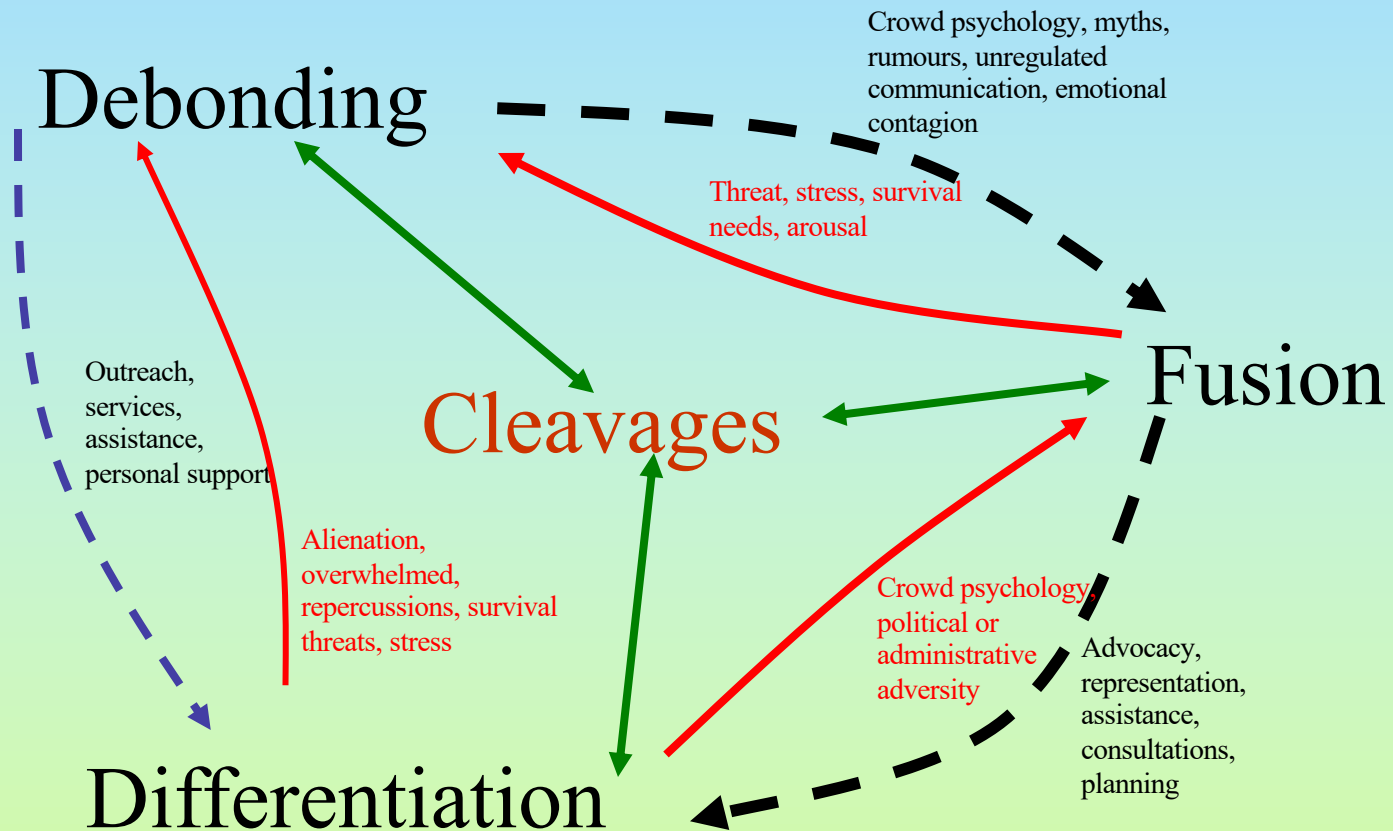 Crowd psychology, myths,
rumours, unregulated
communication, emotional
contagion
Debonding
Threat, stress, survival
needs, arousal
Fusion
Outreach,
services,
assistance,
personal support
Cleavages
Alienation,
overwhelmed,
repercussions, survival
threats, stress
Crowd psychology,
political or
administrative
adversity
Advocacy,
representation,
assistance,
consultations,
planning
Differentiation